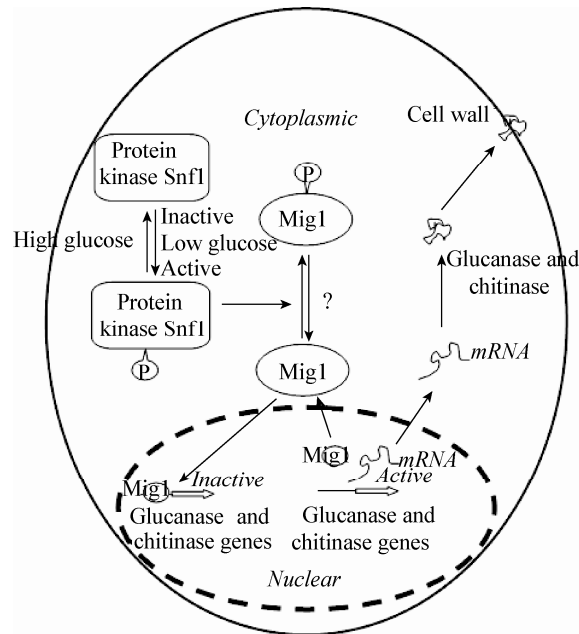 Cytoplasmic
Cell wall
Protein
kinase Snf1
P
Mig1
High glucose
Inactive
Low glucose
Active
Glucanase and
chitinase
Protein
kinase Snf1
P
?
Mig1
mRNA
Mig1
mRNA
Mig1
Inactive
Active
Glucanase and
chitinase genes
Glucanase and
chitinase genes
Nuclear